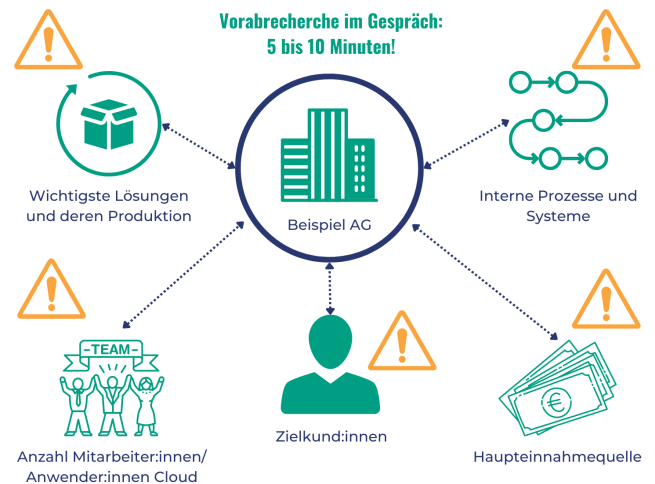 Vorabrecherche im Gespräch:
5 bis 10 Minuten!
Wichtigste Lösungen
und deren Produktion
Beispiel AG
Interne Prozesse und
Systeme
-TEAM-
Anzahl Mitarbeiter:innen/
Anwender:innen Cloud
Zielkund:innen
€
Haupteinnahmequelle